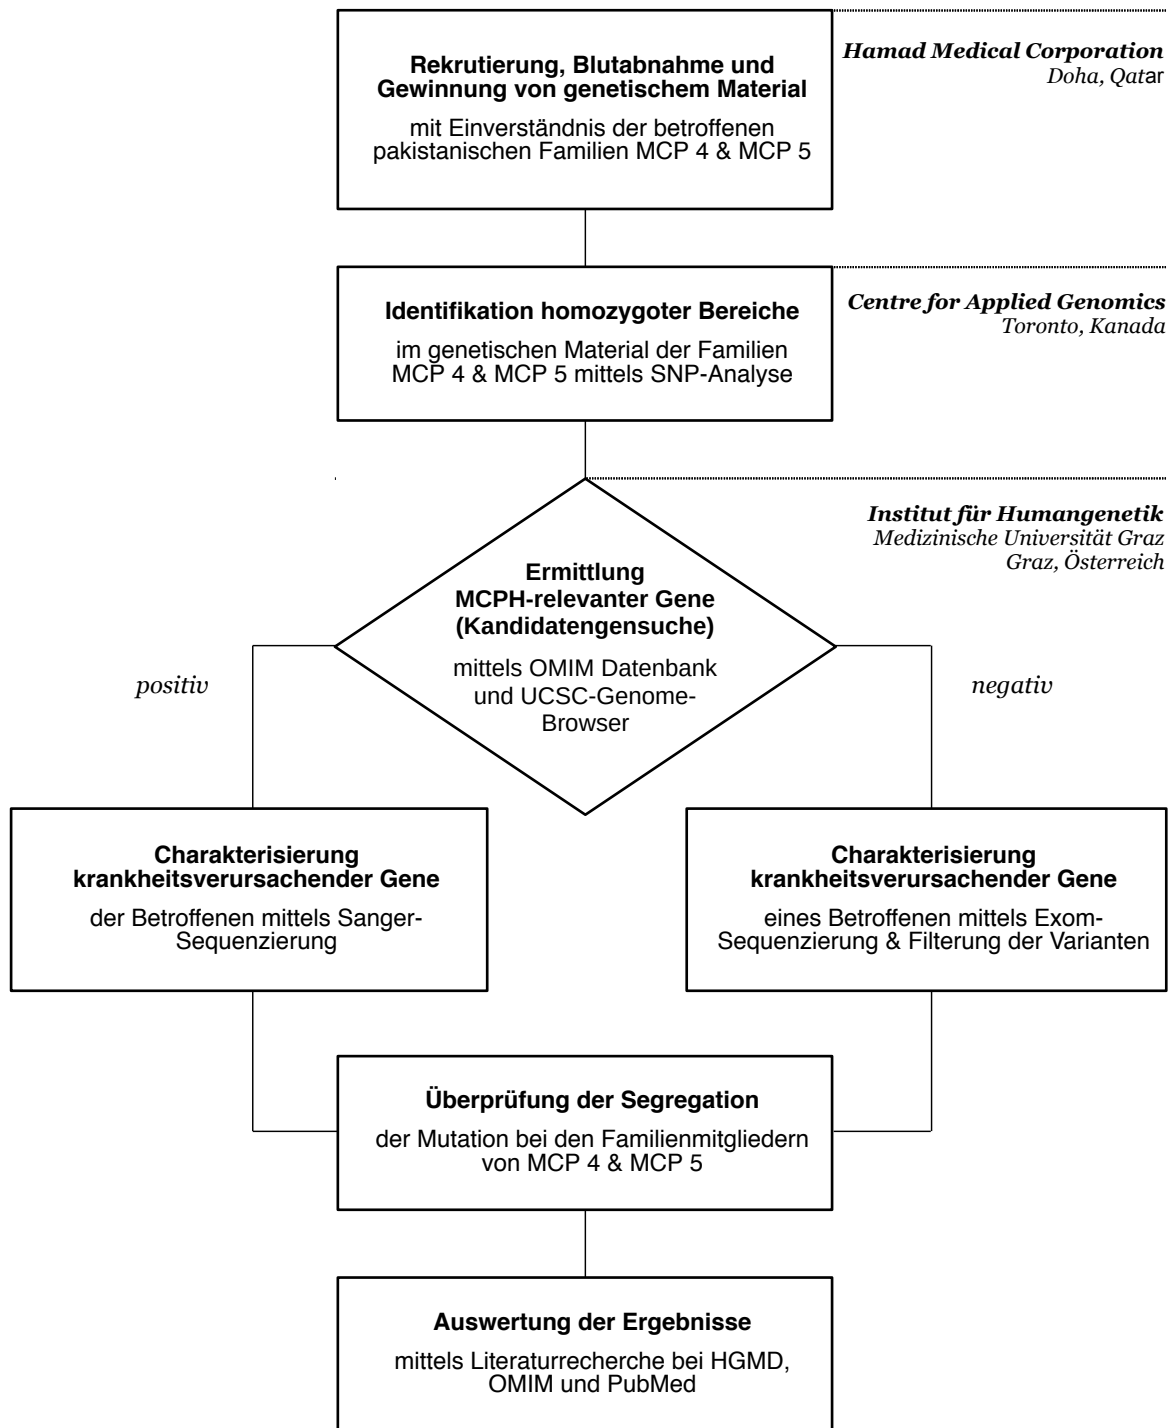 Rekrutierung, Blutabnahme und
Gewinnung von genetischem Material
mit Einverständnis der betroffenen
pakistanischen Familien MCP 4 & MCP 5
Hamad Medical Corporation
Doha, Qatar
Identifikation homozygoter Bereiche
im genetischen Material der Familien
MCP 4 & MCP 5 mittels SNP-Analyse
Centre for Applied Genomics
Toronto, Kanada
Institut für Humangenetik
Medizinische Universität Graz
Graz, Österreich
Ermittlung
MCPH-relevanter Gene
(Kandidatengensuche)
mittels OMIM Datenbank
und UCSC-Genome-
Browser
positiv
negativ
Charakterisierung
krankheitsverursachender Gene
der Betroffenen mittels Sanger-
Sequenzierung
Charakterisierung
krankheitsverursachender Gene
eines Betroffenen mittels Exom-
Sequenzierung & Filterung der Varianten
Überprüfung der Segregation
der Mutation bei den Familienmitgliedern
von MCP 4 & MCP 5
Auswertung der Ergebnisse
mittels Literaturrecherche bei HGMD,
OMIM und PubMed